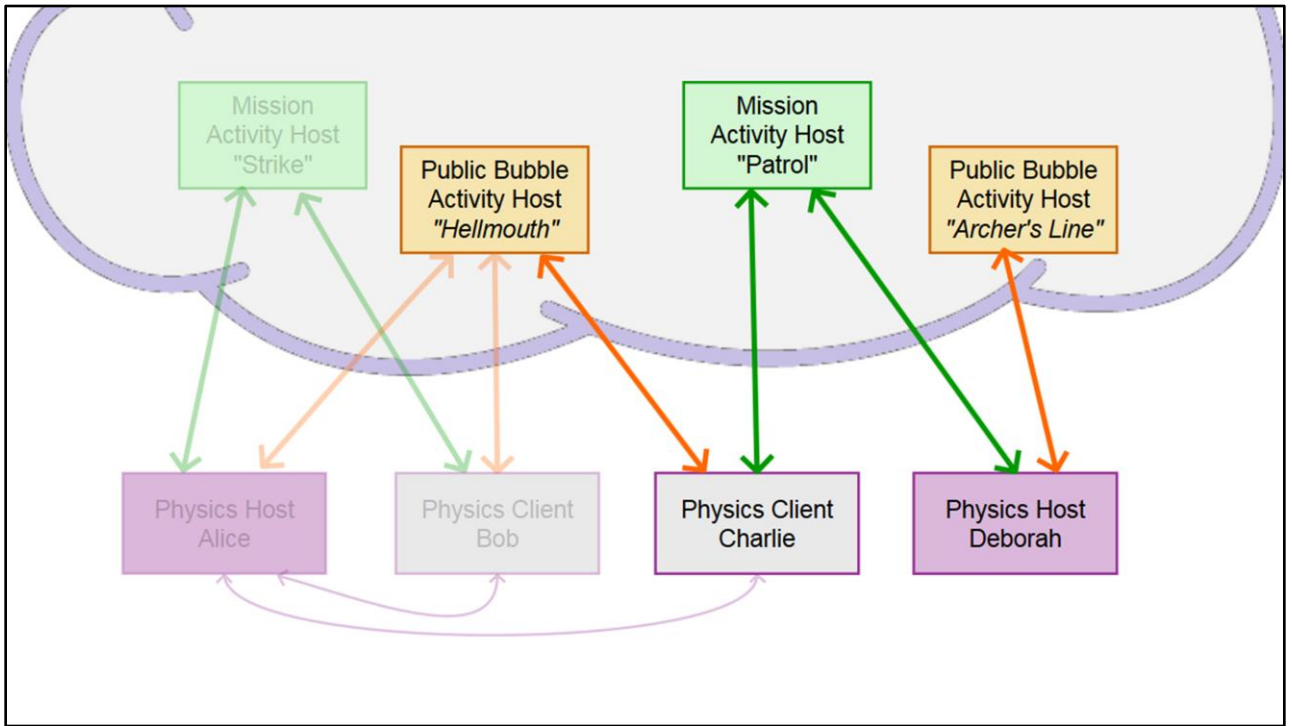 Mission
Activity Host
"Strike"
Public Bubble
Activity Host
"Hellmouth"
Mission
Activity Host
"Patrol"
Public Bubble
Activity Host
"Archer's Line"
Physics Host
Alice
Physics Client
Bob
Physics Client
Charlie
Physics Host
Deborah